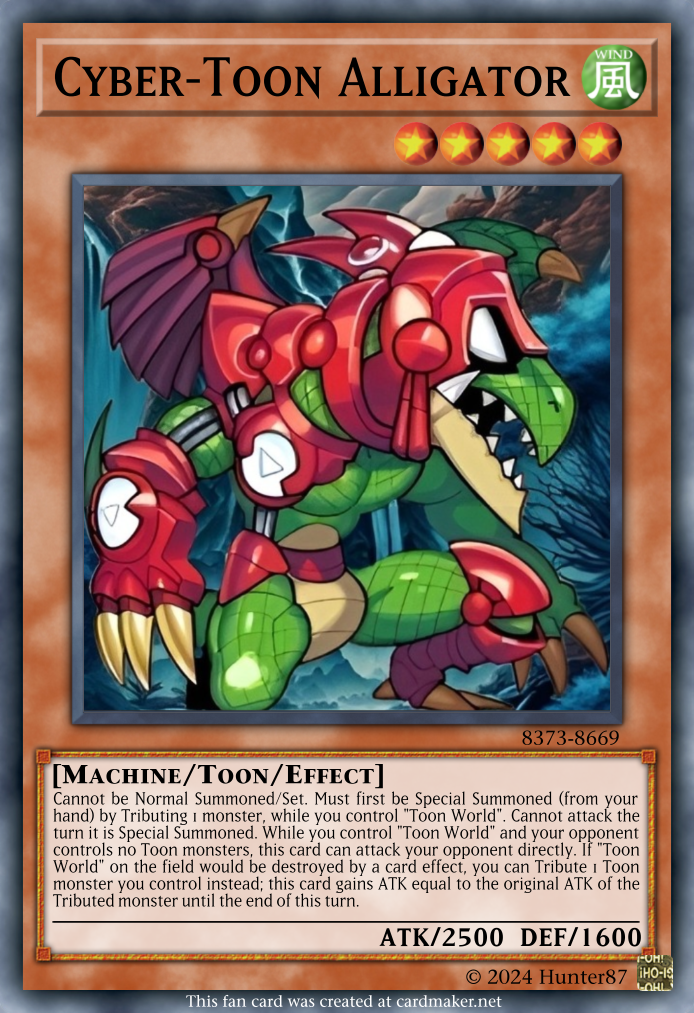 Cyber-Toon Alligator
WIND
風
8373-8669
[Machine/Toon/Effect]
Cannot be Normal Summoned/Set. Must first be Special Summoned (from your
hand) by Tributing 1 monster, while you control "Toon World". Cannot attack the
turn it is Special Summoned. While you control "Toon World" and your opponent
controls no Toon monsters, this card can attack your opponent directly. If "Toon
World" on the field would be destroyed by a card effect, you can Tribute 1 Toon
monster you control instead; this card gains ATK equal to the original ATK of the
Tributed monster until the end of this turn.
ATK/2500 DEF/1600
© 2024 Hunter87
This fan card was created at cardmaker.net